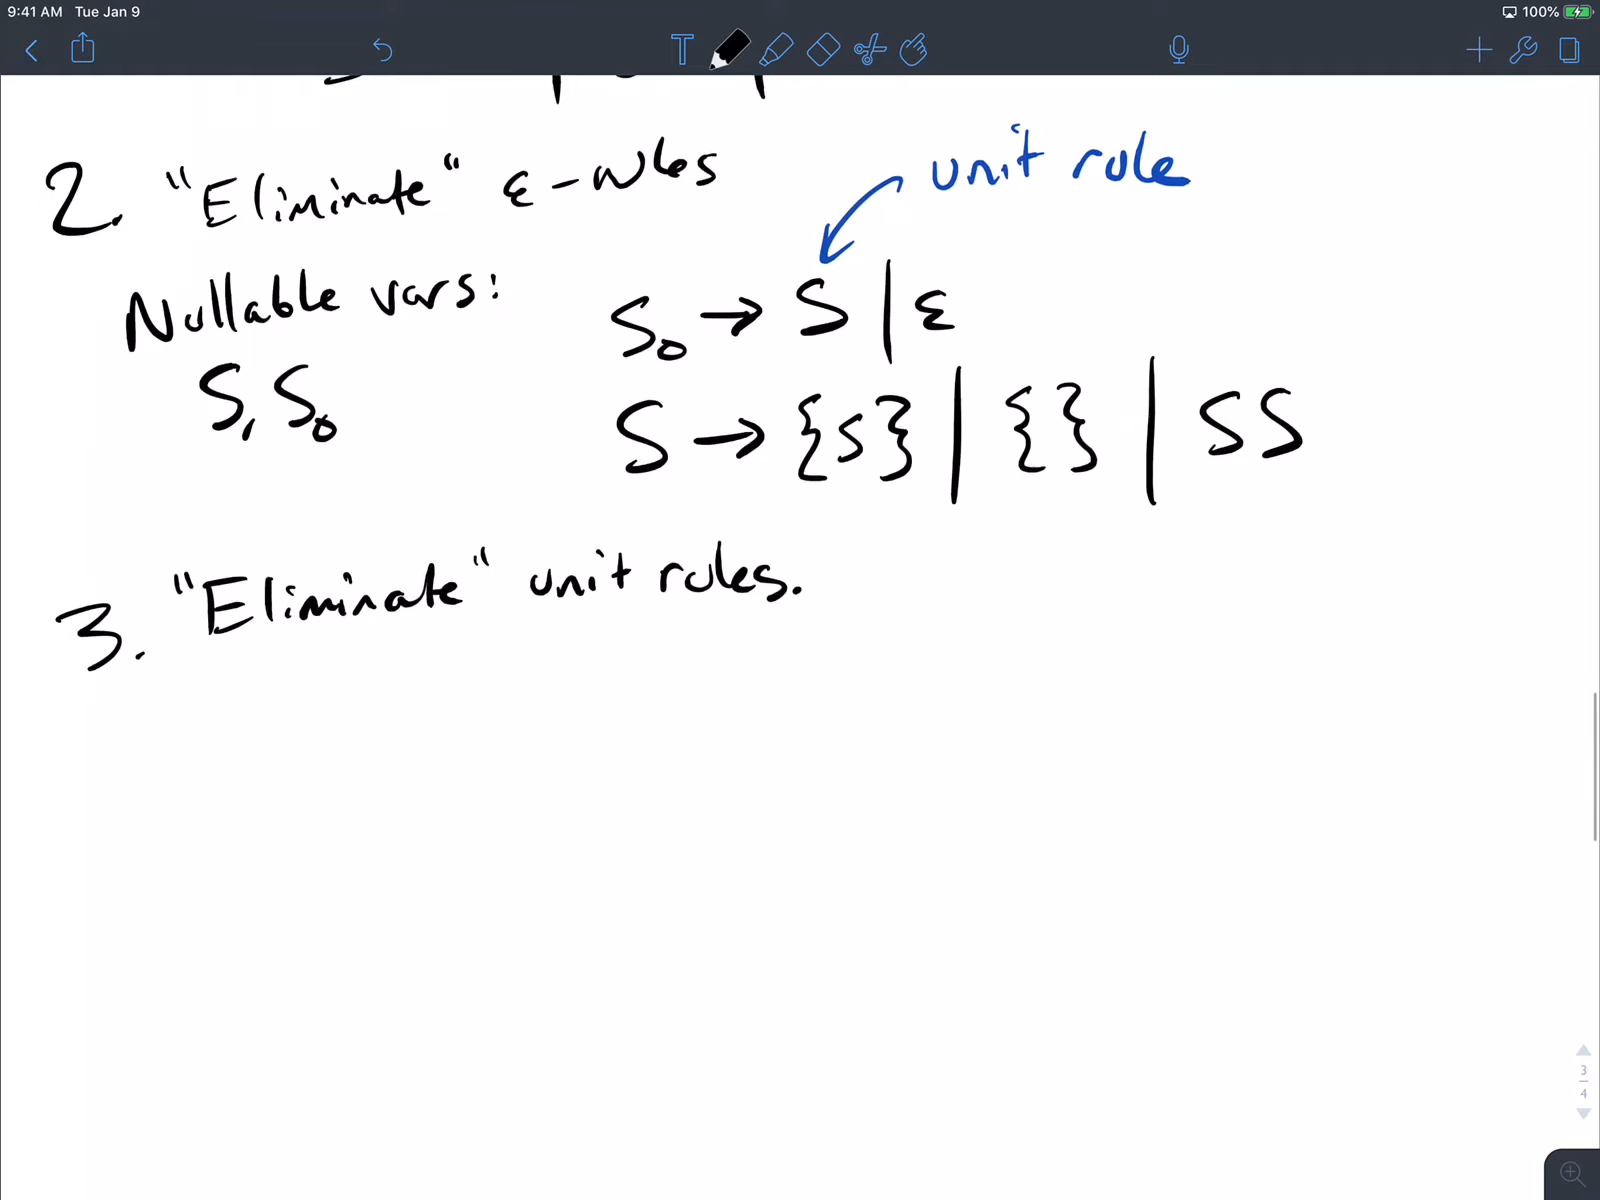 9:41 AM Tue Jan 9
100%
T
2. "Eliminate" ε-rules
unit rule
Nullable vars:
S₀ → S | ε
S, S₀
S → {S} | {} | SS
3. "Eliminate" unit rules.
3
4